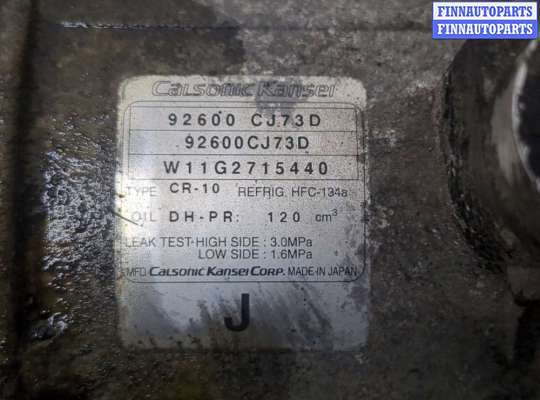 FINNAUTOPARTS
FINNAUTOPARTS
Calsonic Kansei
92600 CJ73D
92600CJ73D
W11G2715440
TYPE CR-10 REFRIG. HFC-134a
OIL DH-PR: 120 cm³
LEAK TEST-HIGH SIDE : 3.0MPa
LOW SIDE : 1.6MPa
MFD. CALSONIC KANSEI CORP. MADE IN JAPAN
J